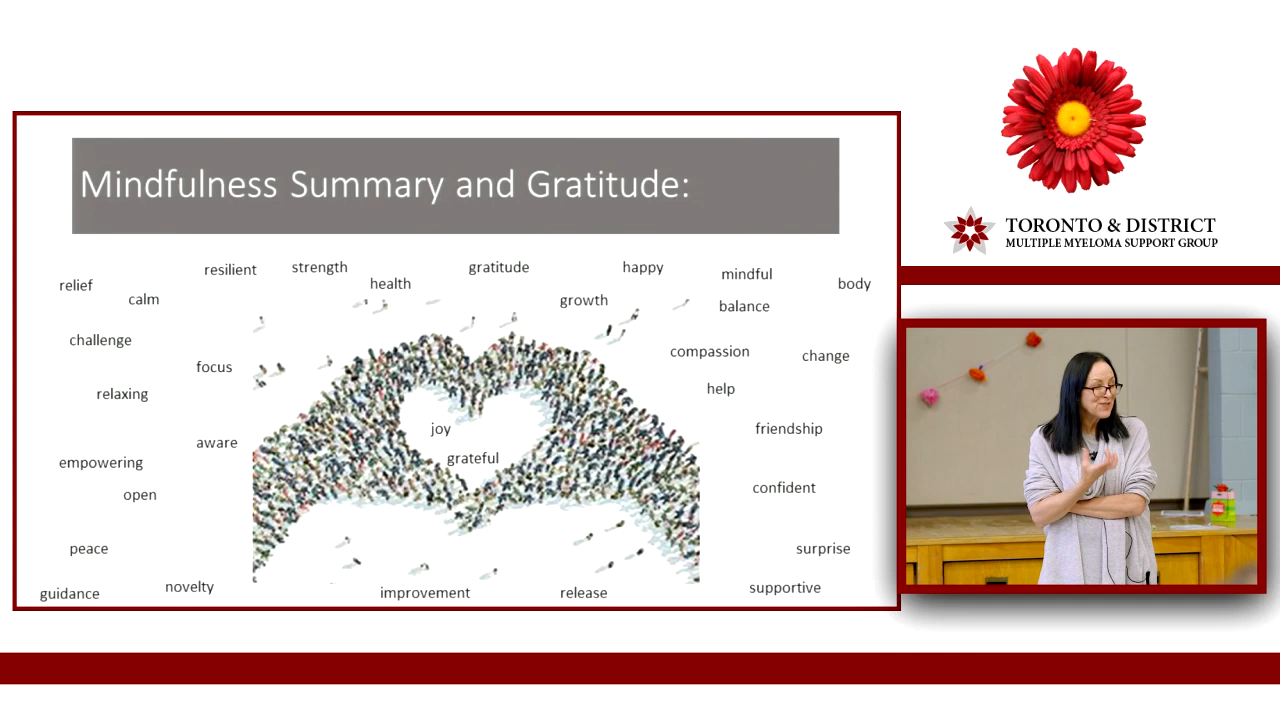 Mindfulness Summary and Gratitude:
resilient
strength
gratitude
happy
mindful
relief
calm
health
growth
balance
body
challenge
focus
compassion
change
relaxing
help
aware
joy
friendship
empowering
grateful
open
confident
peace
surprise
guidance
novelty
improvement
release
supportive
TORONTO & DISTRICT
MULTIPLE MYELOMA SUPPORT GROUP